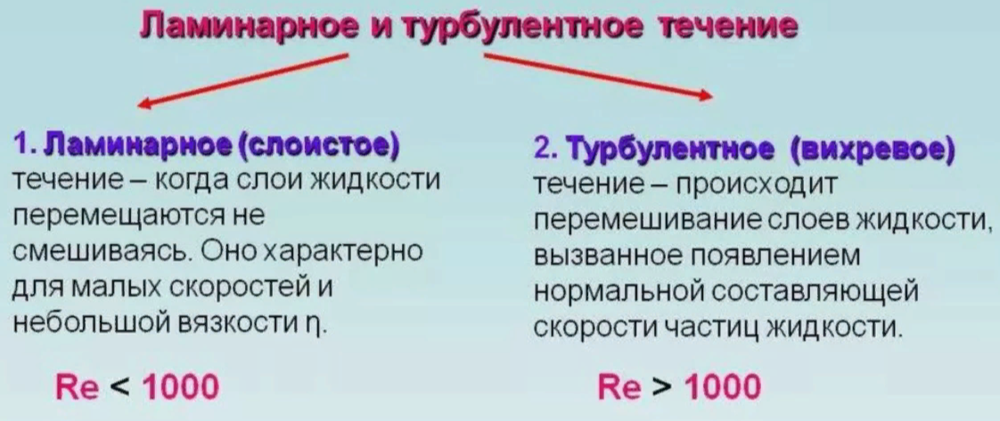 Ламинарное и турбулентное течение
1. Ламинарное (слоистое)
течение – когда слои жидкости
перемещаются не
смешиваясь. Оно характерно
для малых скоростей и
небольшой вязкости η.
Re < 1000
2. Турбулентное (вихревое)
течение – происходит
перемешивание слоев жидкости,
вызванное появлением
нормальной составляющей
скорости частиц жидкости.
Re > 1000